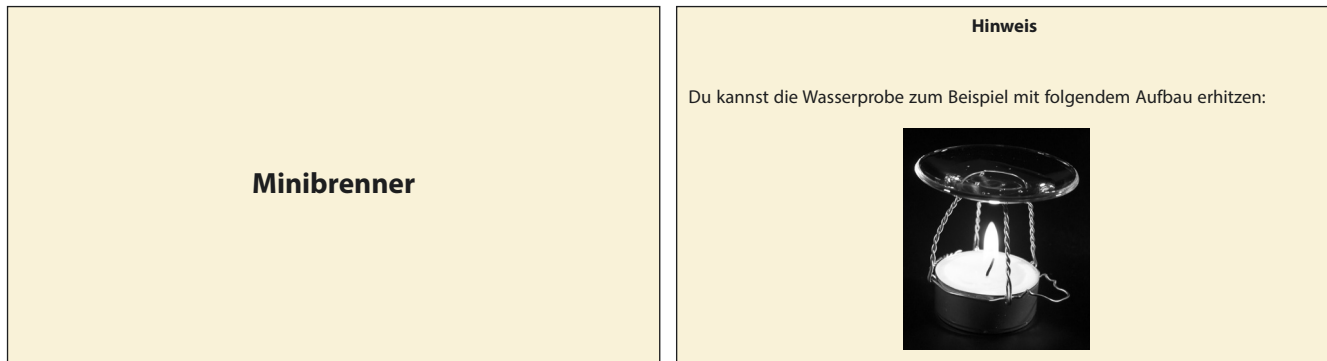 Minibrenner
Hinweis
Du kannst die Wasserprobe zum Beispiel mit folgendem Aufbau erhitzen: